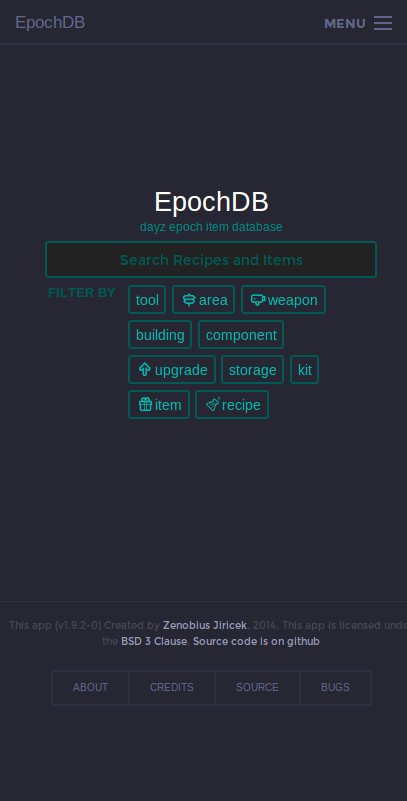 EpochDB
MENU
EpochDB
dayz epoch item database
Search Recipes and Items
FILTER BY
tool
area
weapon
building
component
upgrade
storage
kit
item
recipe
This app (v1.9.2-0) Created by Zenobius Jiricek, 2014. This app is licensed unde
the BSD 3 Clause. Source code is on github
ABOUT
CREDITS
SOURCE
BUGS